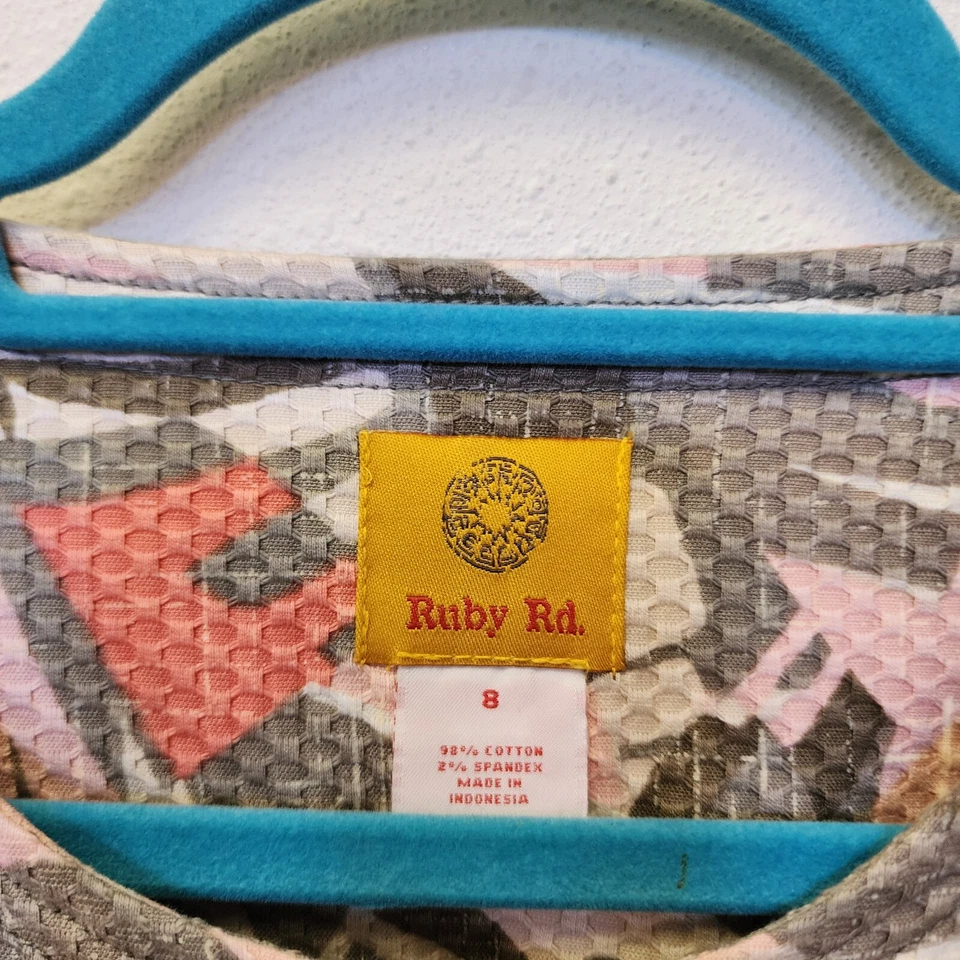 Ruby Rd.
8
98% COTTON
2% SPANDEX
MADE IN
INDONESIA